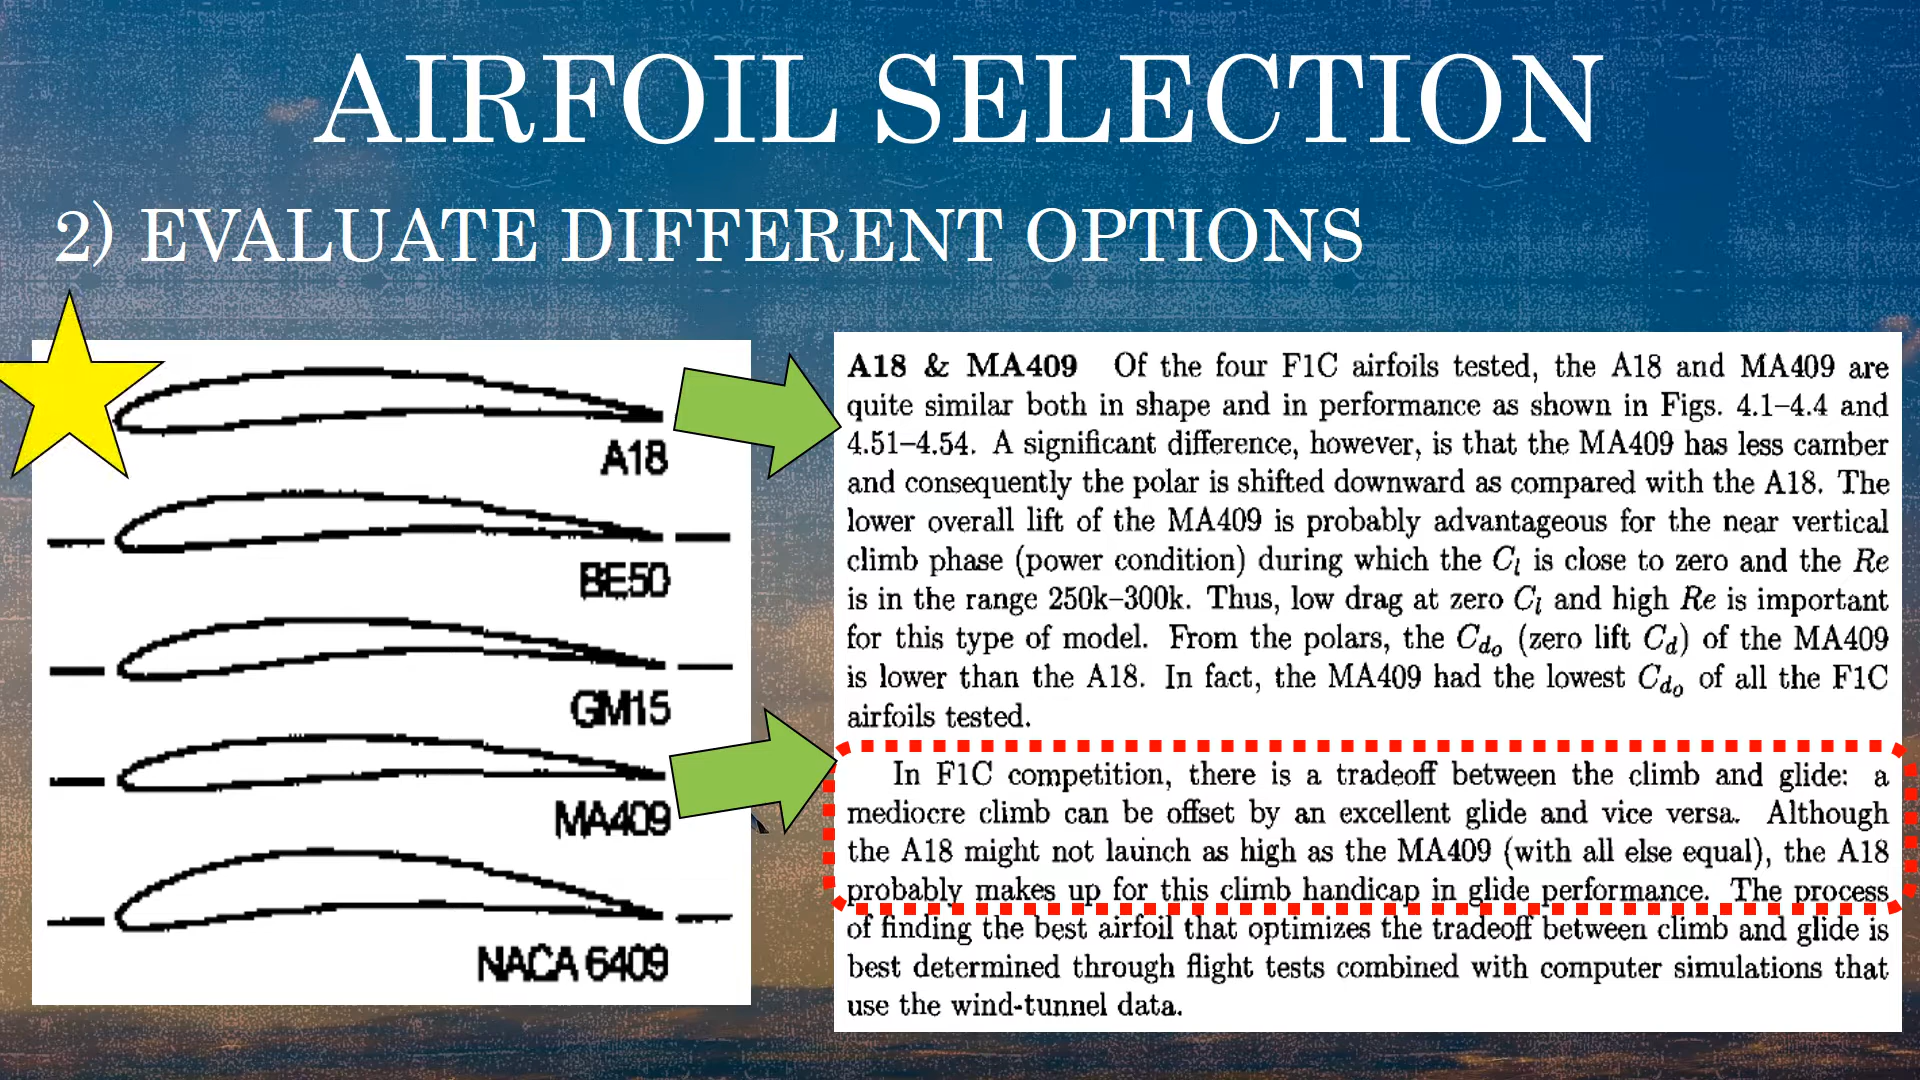 AIRFOIL SELECTION
2) EVALUATE DIFFERENT OPTIONS
A18
BE50
GM15
MA409
NACA 6409
A18 & MA409 Of the four F1C airfoils tested, the A18 and MA409 are
quite similar both in shape and in performance as shown in Figs. 4.1–4.4 and
4.51–4.54. A significant difference, however, is that the MA409 has less camber
and consequently the polar is shifted downward as compared with the A18. The
lower overall lift of the MA409 is probably advantageous for the near vertical
climb phase (power condition) during which the Cl is close to zero and the Re
is in the range 250k–300k. Thus, low drag at zero Cl and high Re is important
for this type of model. From the polars, the Cdo (zero lift Cd) of the MA409
is lower than the A18. In fact, the MA409 had the lowest Cdo of all the F1C
airfoils tested.
In F1C competition, there is a tradeoff between the climb and glide: a
mediocre climb can be offset by an excellent glide and vice versa. Although
the A18 might not launch as high as the MA409 (with all else equal), the A18
probably makes up for this climb handicap in glide performance. The process
of finding the best airfoil that optimizes the tradeoff between climb and glide is
best determined through flight tests combined with computer simulations that
use the wind-tunnel data.